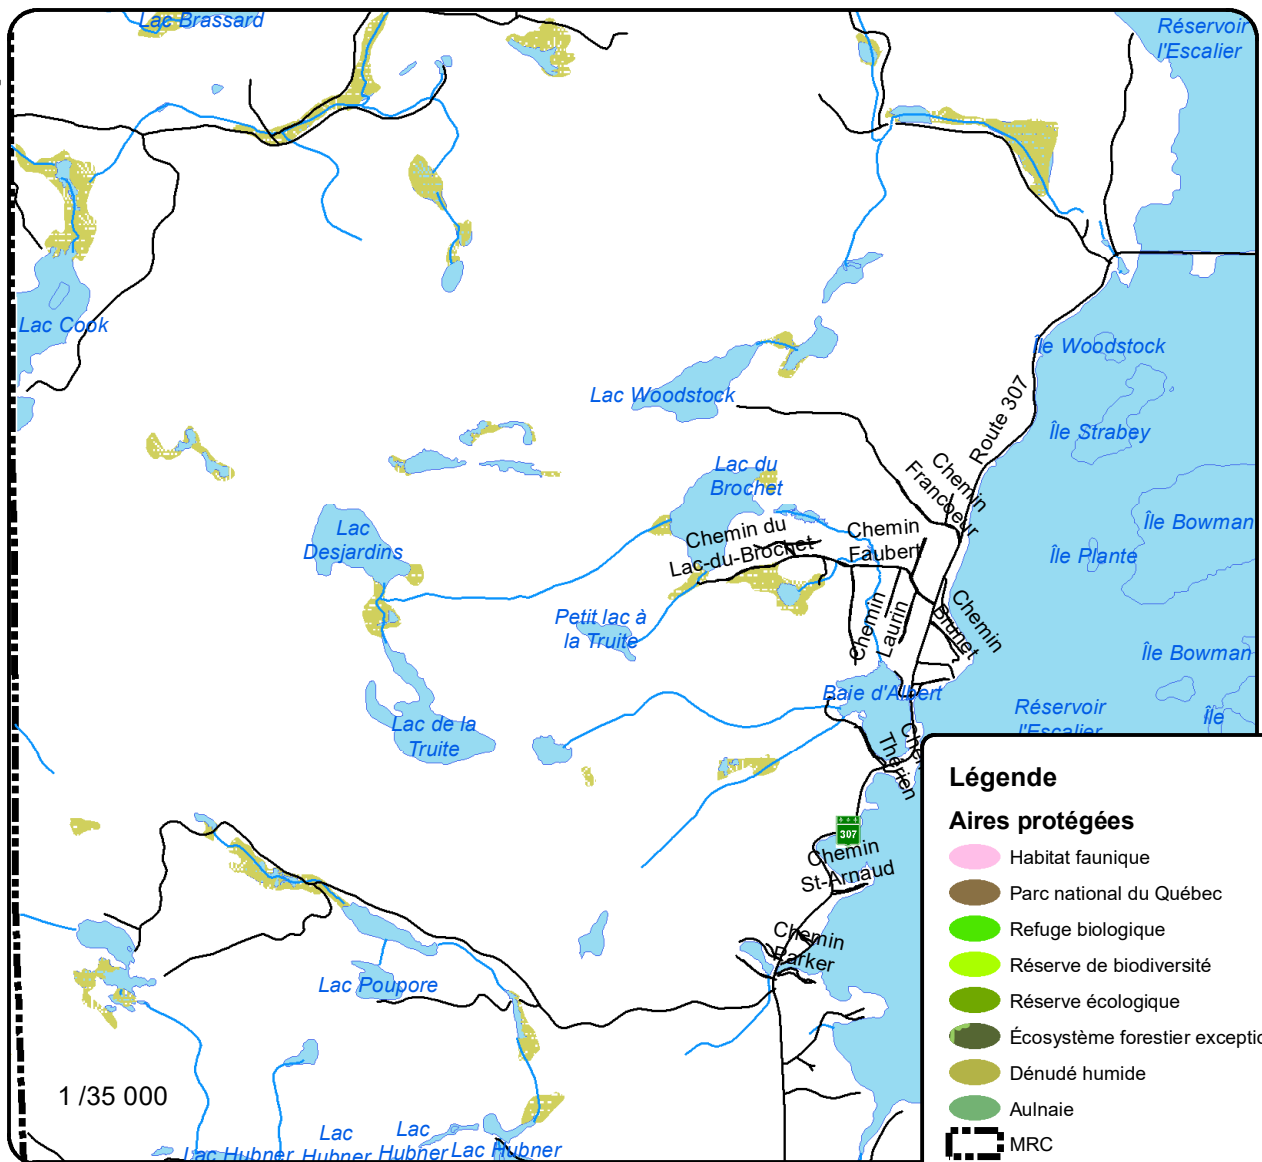 Lac Brassard
Réservoir
l'Escalier
Lac Cook
Île Woodstock
Lac Woodstock
Route 307
Île Strabey
Lac du
Brochet
Chemin
Francoeur
Lac
Desjardins
Chemin du
Lac-du-Brochet
Chemin
Faubert
Île Bowman
Île Plante
Petit lac à
la Truite
Chemin
Laurin
Chemin
Brunet
Île Bowman
Baie d'Albert
Réservoir
l'Escalier
Île
Lac de la
Truite
Thérien
307
Chemin
St-Arnaud
Chemin
Parker
Lac Poupore
1 /35 000
Lac Hubner
Lac
Hubner
Lac
Hubner
Lac Hubner
Légende
Aires protégées
Habitat faunique
Parc national du Québec
Refuge biologique
Réserve de biodiversité
Réserve écologique
Écosystème forestier exceptio
Dénudé humide
Aulnaie
MRC